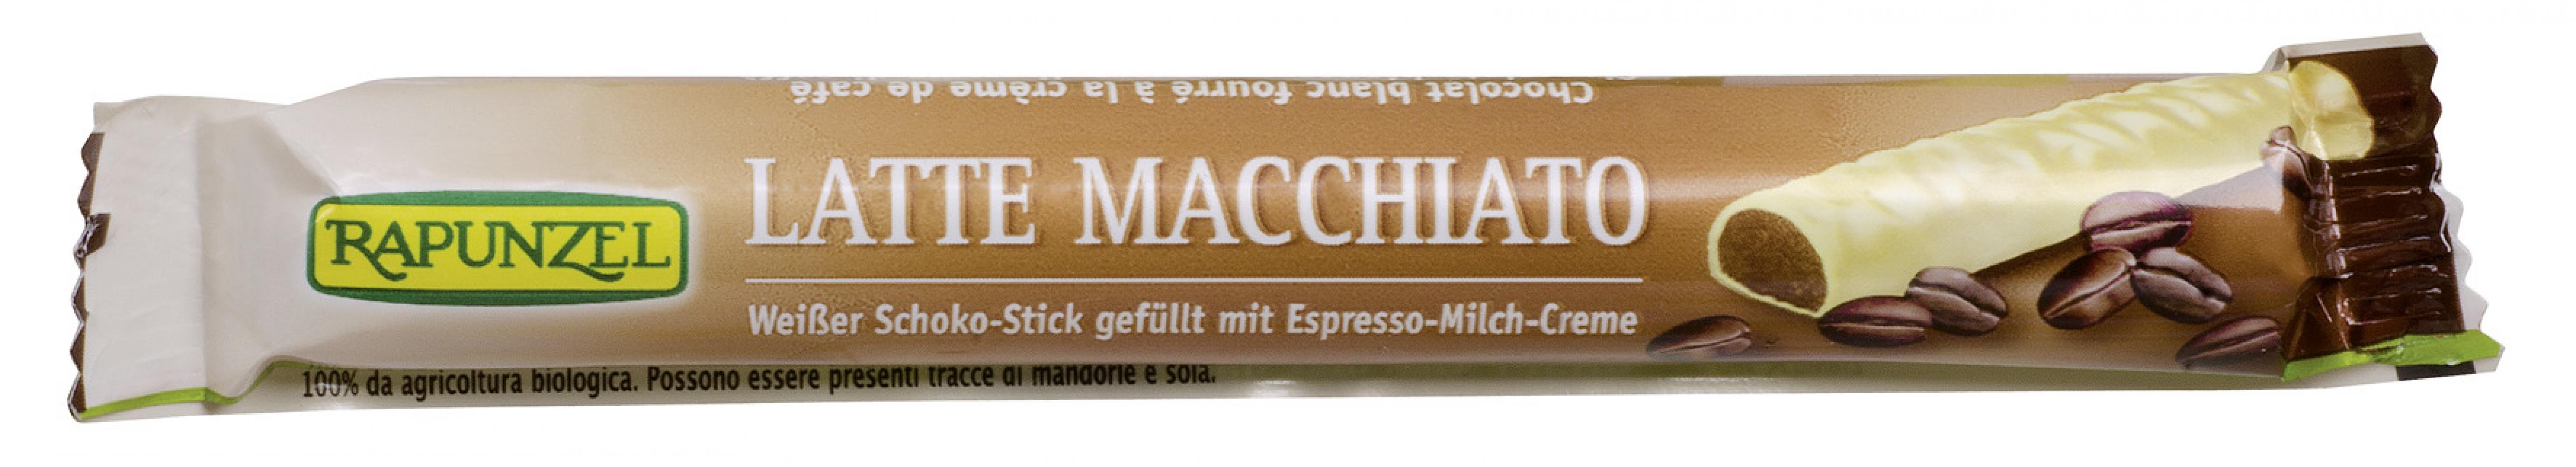 Chocolat blanc fourré à la crème de café
RAPUNZEL
LATTE MACCHIATO
Weißer Schoko-Stick gefüllt mit Espresso-Milch-Creme
100% da agricoltura biologica. Possono essere presenti tracce di mandorle e soia.